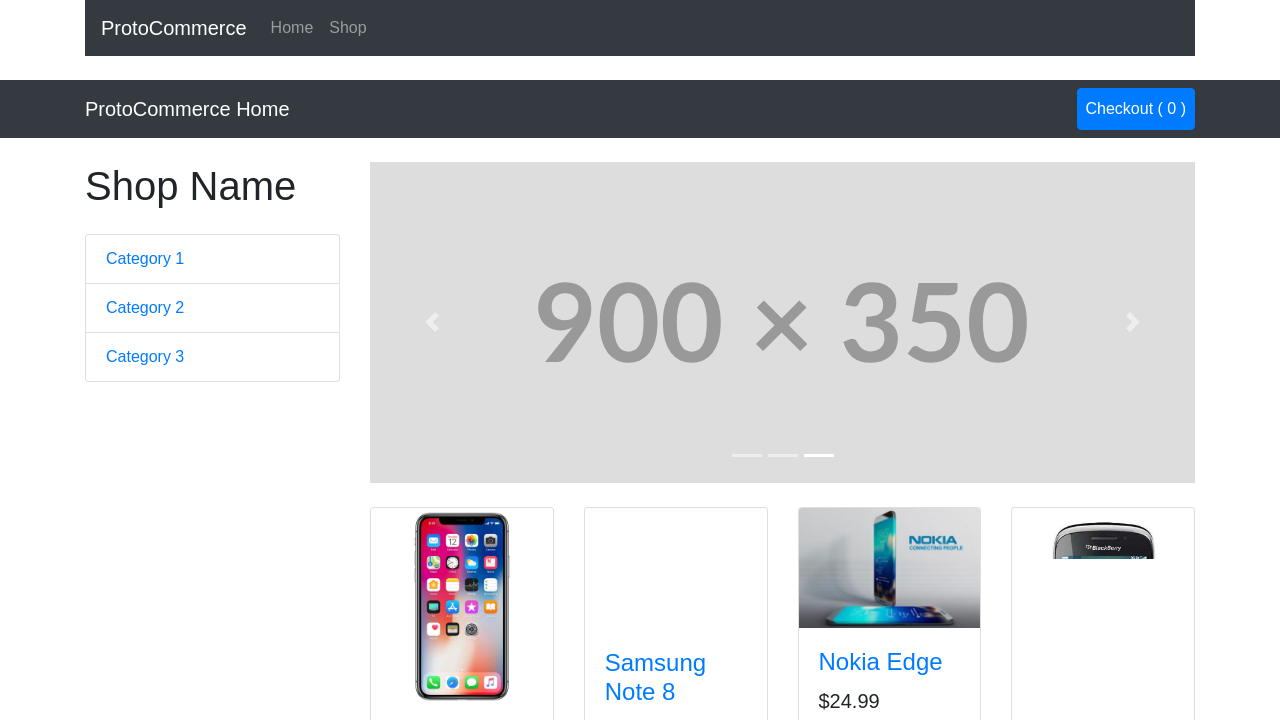 ProtoCommerce Home Shop
ProtoCommerce Home
Checkout ( 0 )
Shop Name
Category 1
Category 2
Category 3
900 × 350
NOKIA
CONNECTING PEOPLE
BlackBerry
Samsung
Note 8
Nokia Edge
$24.99